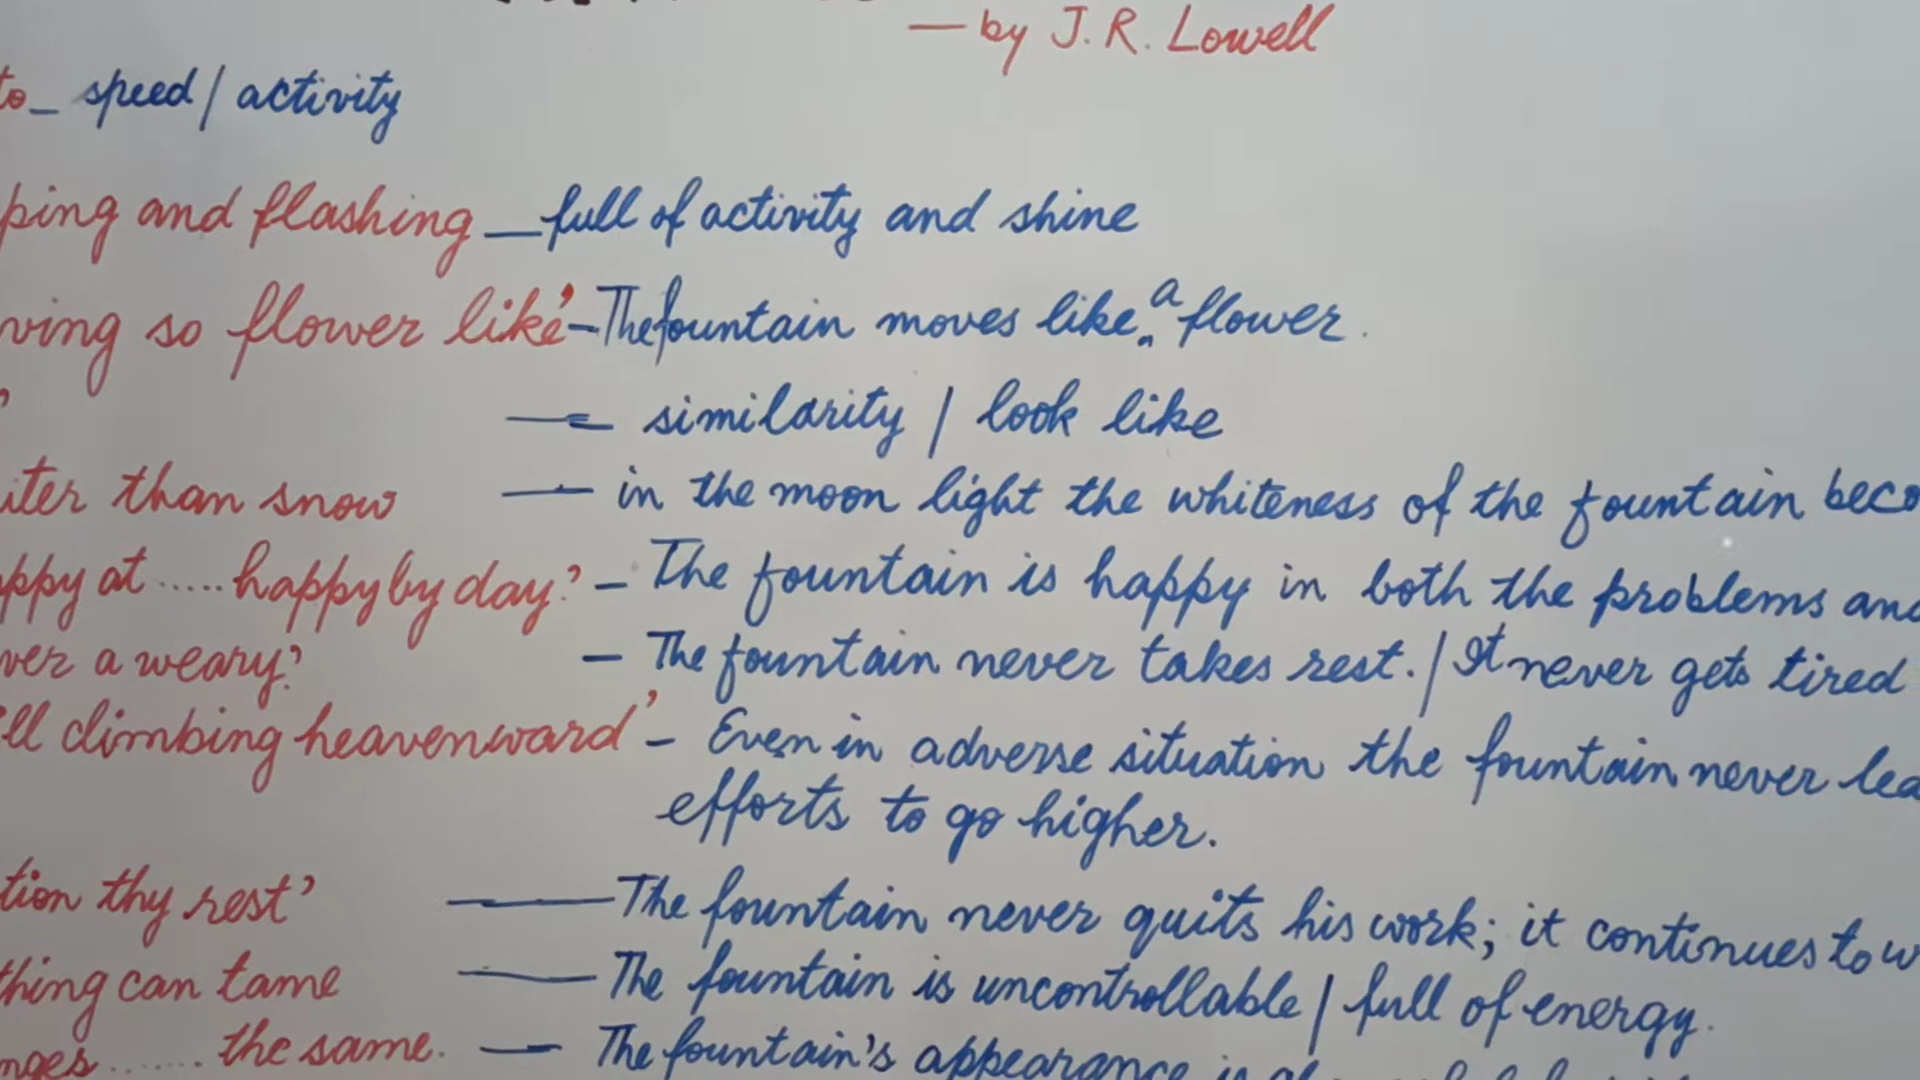 — by J. R. Lowell
to_ speed / activity
ping and flashing — full of activity and shine
ving so flower like' - The fountain moves like a flower.
' — similarity / look like
iter than snow — in the moon light the whiteness of the fountain beco
ppy at ..... happy by day? - The fountain is happy in both the problems and
ver a weary? - The fountain never takes rest. / It never gets tired
ll climbing heavenward' - Even in adverse situation the fountain never lea
efforts to go higher.
tion thy rest' — The fountain never quits his work; it continues to w
thing can tame — The fountain is uncontrollable / full of energy.
nges ...... the same. — The fountain's appearance is